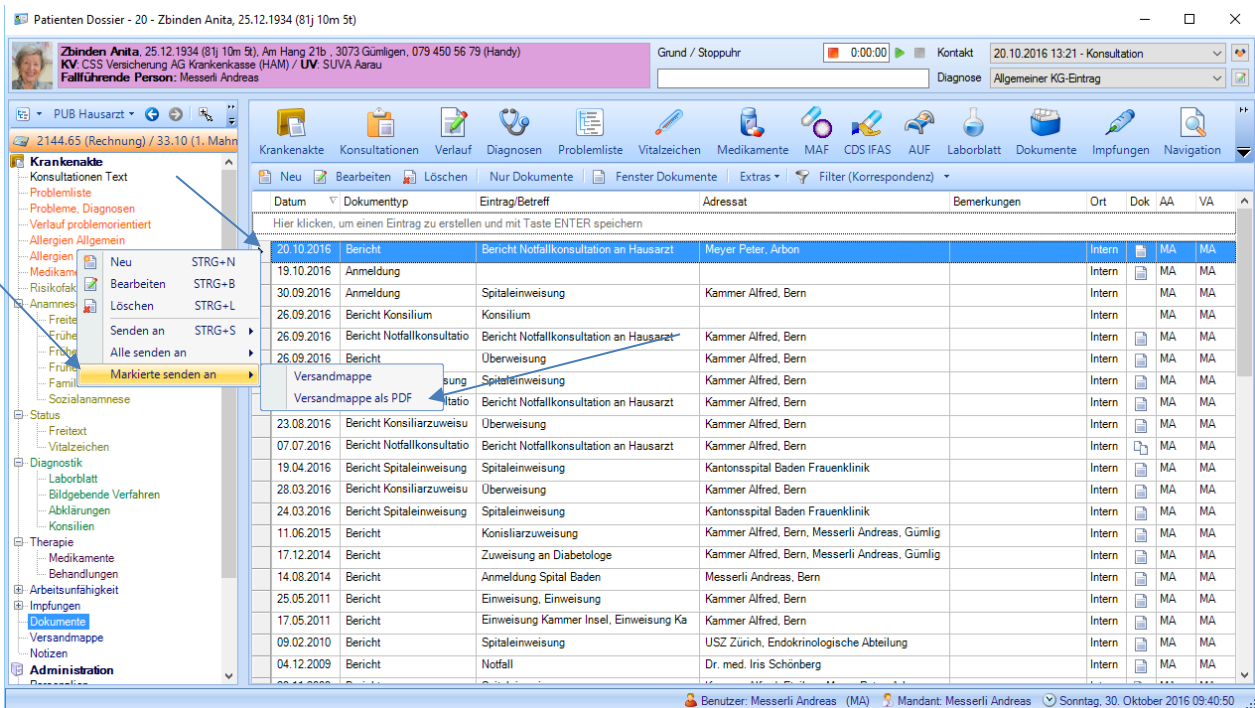 Patienten Dossier - 20 - Zbinden Anita, 25.12.1934 (81j 10m 5t)
Zbinden Anita, 25.12.1934 (81j 10m 5t), Am Hang 21b , 3073 Gümligen, 079 450 56 79 (Handy)
KV: CSS Versicherung AG Krankenkasse (HAM) / UV: SUVA Aarau
Fallführende Person: Messerli Andreas
Grund / Stoppuhr 0:00:00
Kontakt 20.10.2016 13:21 - Konsultation
Diagnose Allgemeiner KG-Eintrag
PUB Hausarzt
2144.65 (Rechnung) / 33.10 (1. Mahn
Krankenakte
Konsultationen Text
Problemliste
Probleme, Diagnosen
Verlauf problemorientiert
Allergien Allgemein
Allergien
Medikame
Risikofak
Anamnes
Freite
Frühe
Frühe
Frühe
Famil
Sozialanamnese
Status
Freitext
Vitalzeichen
Diagnostik
Laborblatt
Bildgebende Verfahren
Abklärungen
Konsilien
Therapie
Medikamente
Behandlungen
Arbeitsunfähigkeit
Impfungen
Dokumente
Versandmappe
Notizen
Administration
Neu STRG+N
Bearbeiten STRG+B
Löschen STRG+L
Senden an STRG+S
Alle senden an
Markierte senden an
Versandmappe
Versandmappe als PDF
Krankenakte Konsultationen Verlauf Diagnosen Problemliste Vitalzeichen Medikamente MAF CDS IFAS AUF Laborblatt Dokumente Impfungen Navigation
Neu Bearbeiten Löschen Nur Dokumente Fenster Dokumente Extras Filter (Korrespondenz)
Datum Dokumenttyp Eintrag/Betreff Adressat Bemerkungen Ort Dok AA VA
Hier klicken, um einen Eintrag zu erstellen und mit Taste ENTER speichern
20.10.2016 Bericht Bericht Notfallkonsultation an Hausarzt Meyer Peter, Arbon Intern MA MA
19.10.2016 Anmeldung Intern MA MA
30.09.2016 Anmeldung Spitaleinweisung Kammer Alfred, Bern Intern MA MA
26.09.2016 Bericht Konsilium Konsilium Intern MA MA
26.09.2016 Bericht Notfallkonsultatio Bericht Notfallkonsultation an Hausarzt Kammer Alfred, Bern Intern MA MA
26.09.2016 Bericht Überweisung Kammer Alfred, Bern Intern MA MA
sung Spitaleinweisung Kammer Alfred, Bern Intern MA MA
ltatio Bericht Notfallkonsultation an Hausarzt Kammer Alfred, Bern Intern MA MA
23.08.2016 Bericht Konsiliarzuweisu Überweisung Kammer Alfred, Bern Intern MA MA
07.07.2016 Bericht Notfallkonsultatio Bericht Notfallkonsultation an Hausarzt Kammer Alfred, Bern Intern MA MA
19.04.2016 Bericht Spitaleinweisung Spitaleinweisung Kantonsspital Baden Frauenklinik Intern MA MA
28.03.2016 Bericht Konsiliarzuweisu Überweisung Kammer Alfred, Bern Intern MA MA
24.03.2016 Bericht Spitaleinweisung Spitaleinweisung Kantonsspital Baden Frauenklinik Intern MA MA
11.06.2015 Bericht Konisliarzuweisung Kammer Alfred, Bern, Messerli Andreas, Gümlig Intern MA MA
17.12.2014 Bericht Zuweisung an Diabetologe Kammer Alfred, Bern, Messerli Andreas, Gümlig Intern MA MA
14.08.2014 Bericht Anmeldung Spital Baden Messerli Andreas, Bern Intern MA MA
25.05.2011 Bericht Einweisung, Einweisung Kammer Alfred, Bern Intern MA MA
17.05.2011 Bericht Einweisung Kammer Insel, Einweisung Ka Kammer Alfred, Bern Intern MA MA
09.02.2010 Bericht Spitaleinweisung USZ Zürich, Endokrinologische Abteilung Intern MA MA
04.12.2009 Bericht Notfall Dr. med. Iris Schönberg Intern MA MA
Benutzer: Messerli Andreas (MA) Mandant: Messerli Andreas Sonntag, 30. Oktober 2016 09:40:50